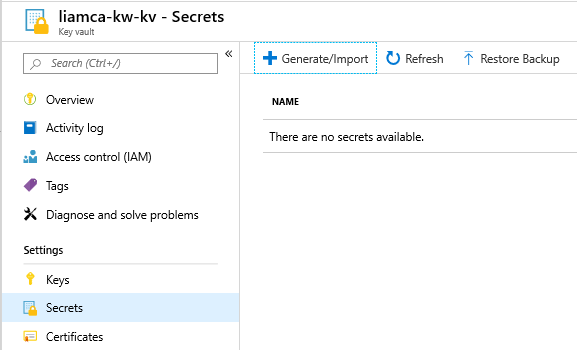 liamca-kw-kv - Secrets
Key vault
Search (Ctrl+/)
«
Overview
Activity log
Access control (IAM)
Tags
Diagnose and solve problems
Settings
Keys
Secrets
Certificates
Generate/Import
Refresh
Restore Backup
NAME
There are no secrets available.